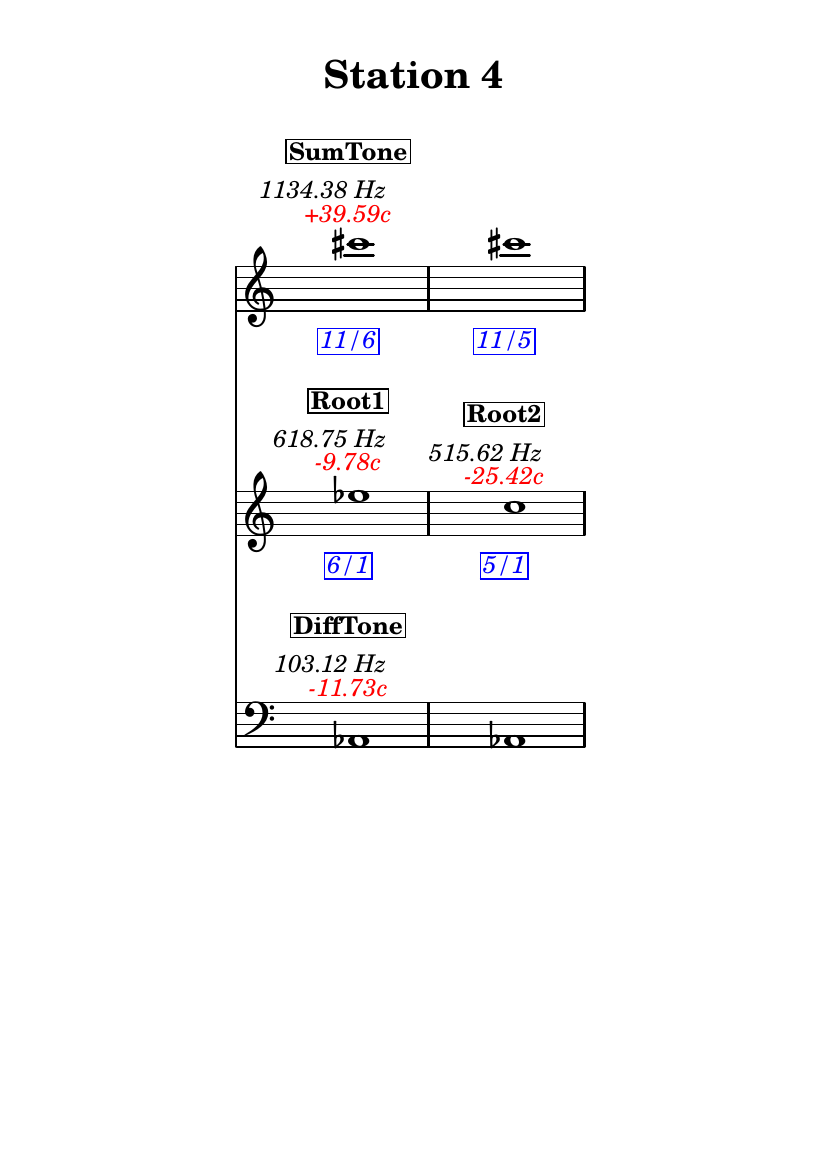 Station 4
SumTone
1134.38 Hz
+39.59c
11/6
11/5
Root1
618.75 Hz
-9.78c
Root2
515.62 Hz
-25.42c
6/1
5/1
DiffTone
103.12 Hz
-11.73c